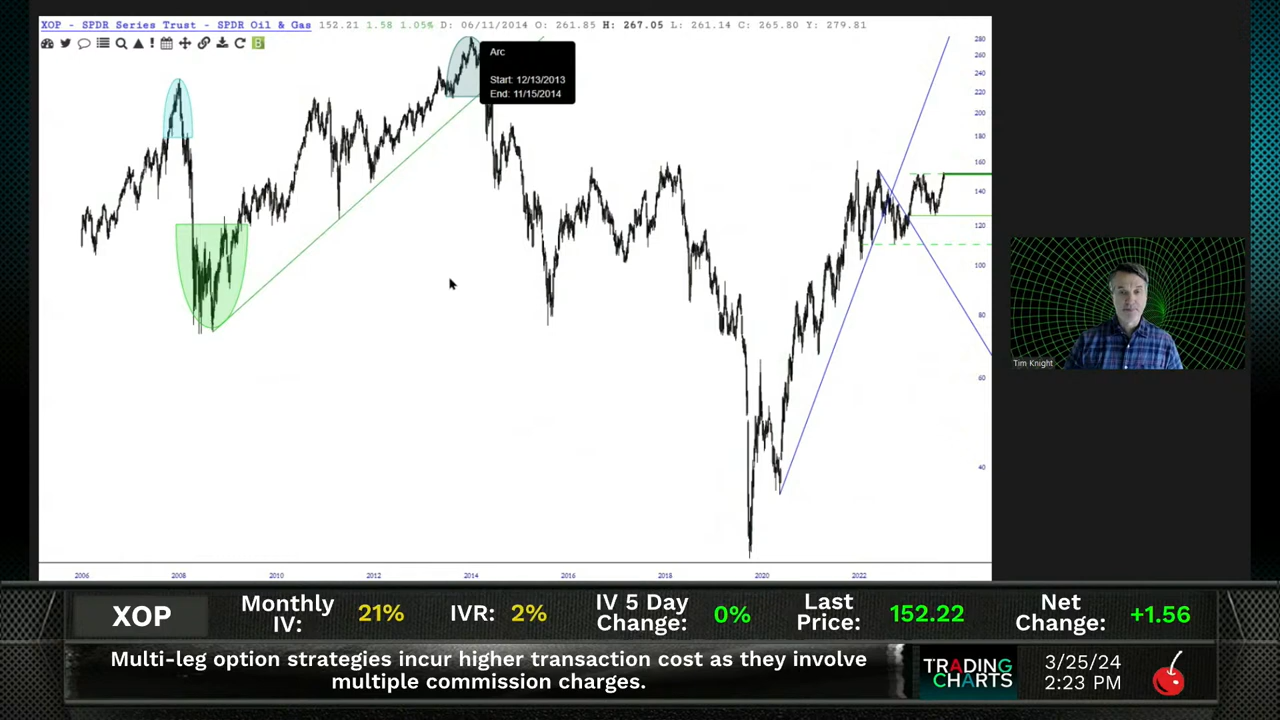 XOP - SPDR Series Trust - SPDR Oil & Gas 152.21 1.58 1.05% D: 06/11/2014 O: 261.85 H: 267.05 L: 261.14 C: 265.80 Y: 279.81
B
Arc
Start: 12/13/2013
End: 11/15/2014
280
260
240
220
200
180
160
140
120
100
80
60
40
2006 2008 2010 2012 2014 2016 2018 2020 2022
Tim Knight
XOP
Monthly IV: 21%
IVR: 2%
IV 5 Day Change: 0%
Last Price: 152.22
Net Change: +1.56
Multi-leg option strategies incur higher transaction cost as they involve
multiple commission charges.
TRADING
CHARTS
3/25/24
2:23 PM